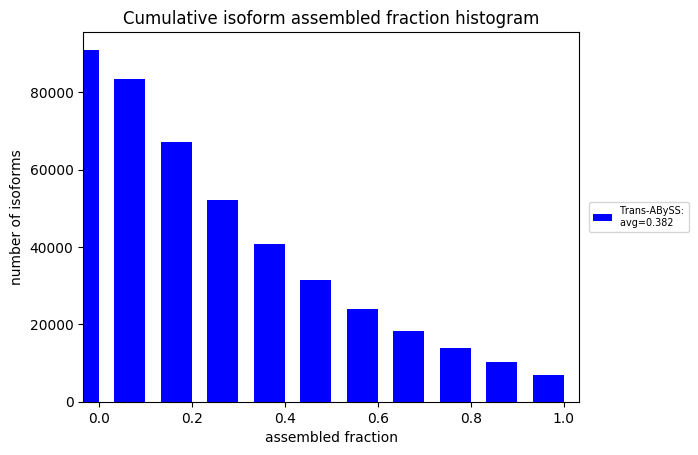 Cumulative isoform assembled fraction histogram
number of isoforms
80000
60000
40000
20000
0
0.0 0.2 0.4 0.6 0.8 1.0
assembled fraction
Trans-ABySS:
avg=0.382